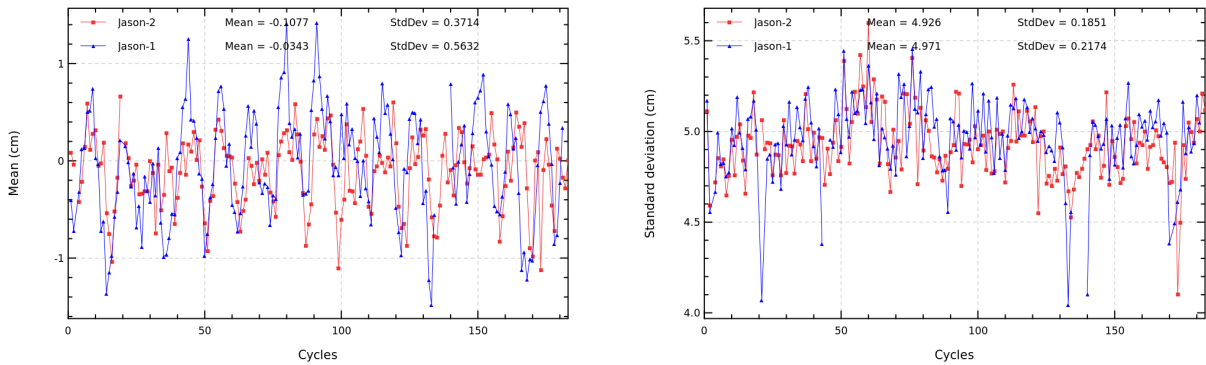 Jason-2 Mean = -0.1077 StdDev = 0.3714
Jason-1 Mean = -0.0343 StdDev = 0.5632
1
0
-1
Mean (cm)
0 50 100 150
Cycles
Jason-2 Mean = 4.926 StdDev = 0.1851
Jason-1 Mean = 4.971 StdDev = 0.2174
5.5
5.0
4.5
4.0
Standard deviation (cm)
0 50 100 150
Cycles